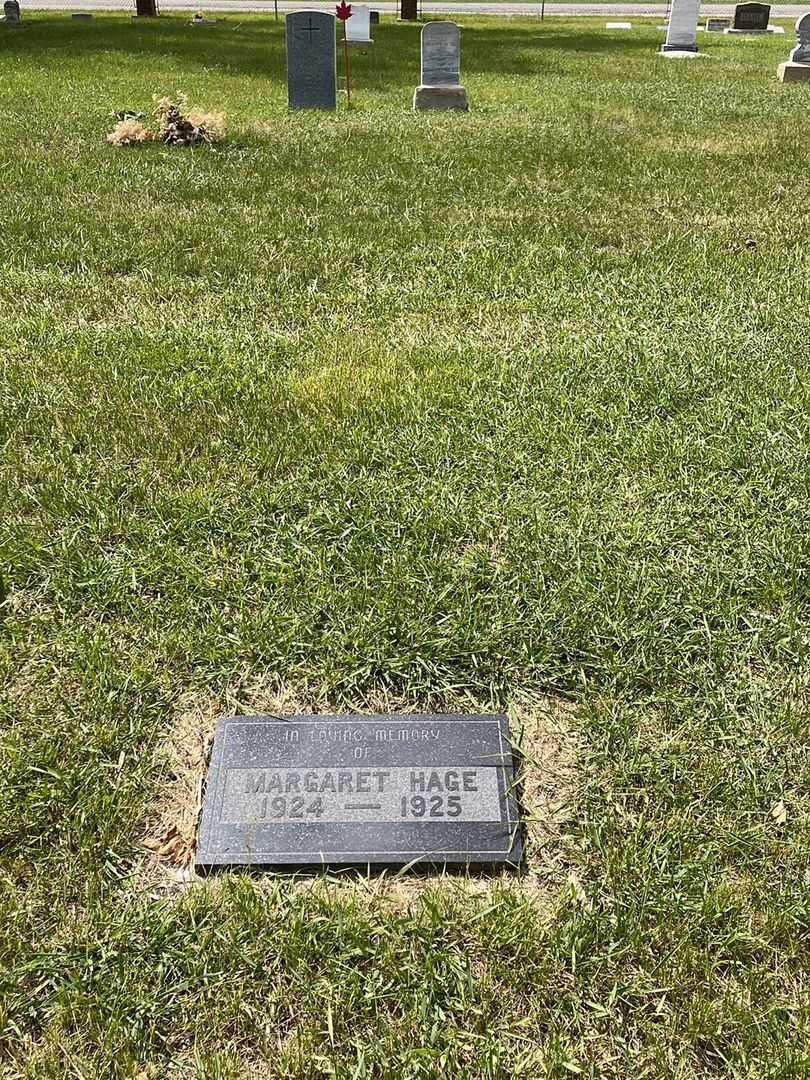 IN LOVING MEMORY
OF
MARGARET HAGE
1924 — 1925